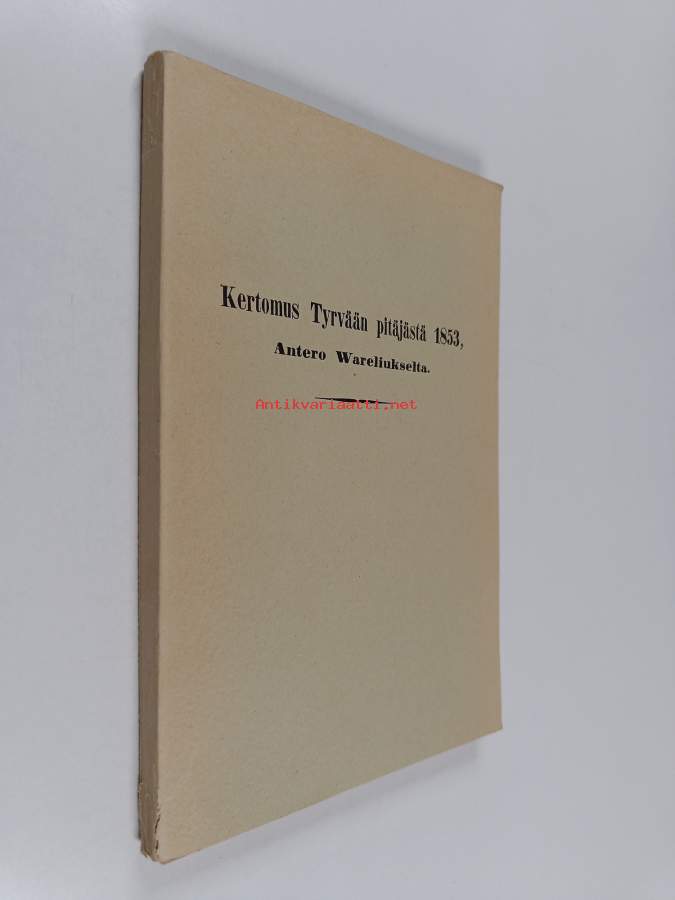 Kertomus Tyrvään pitäjästä 1853,
Antero Wareliukselta.
Antikvariaatti.net